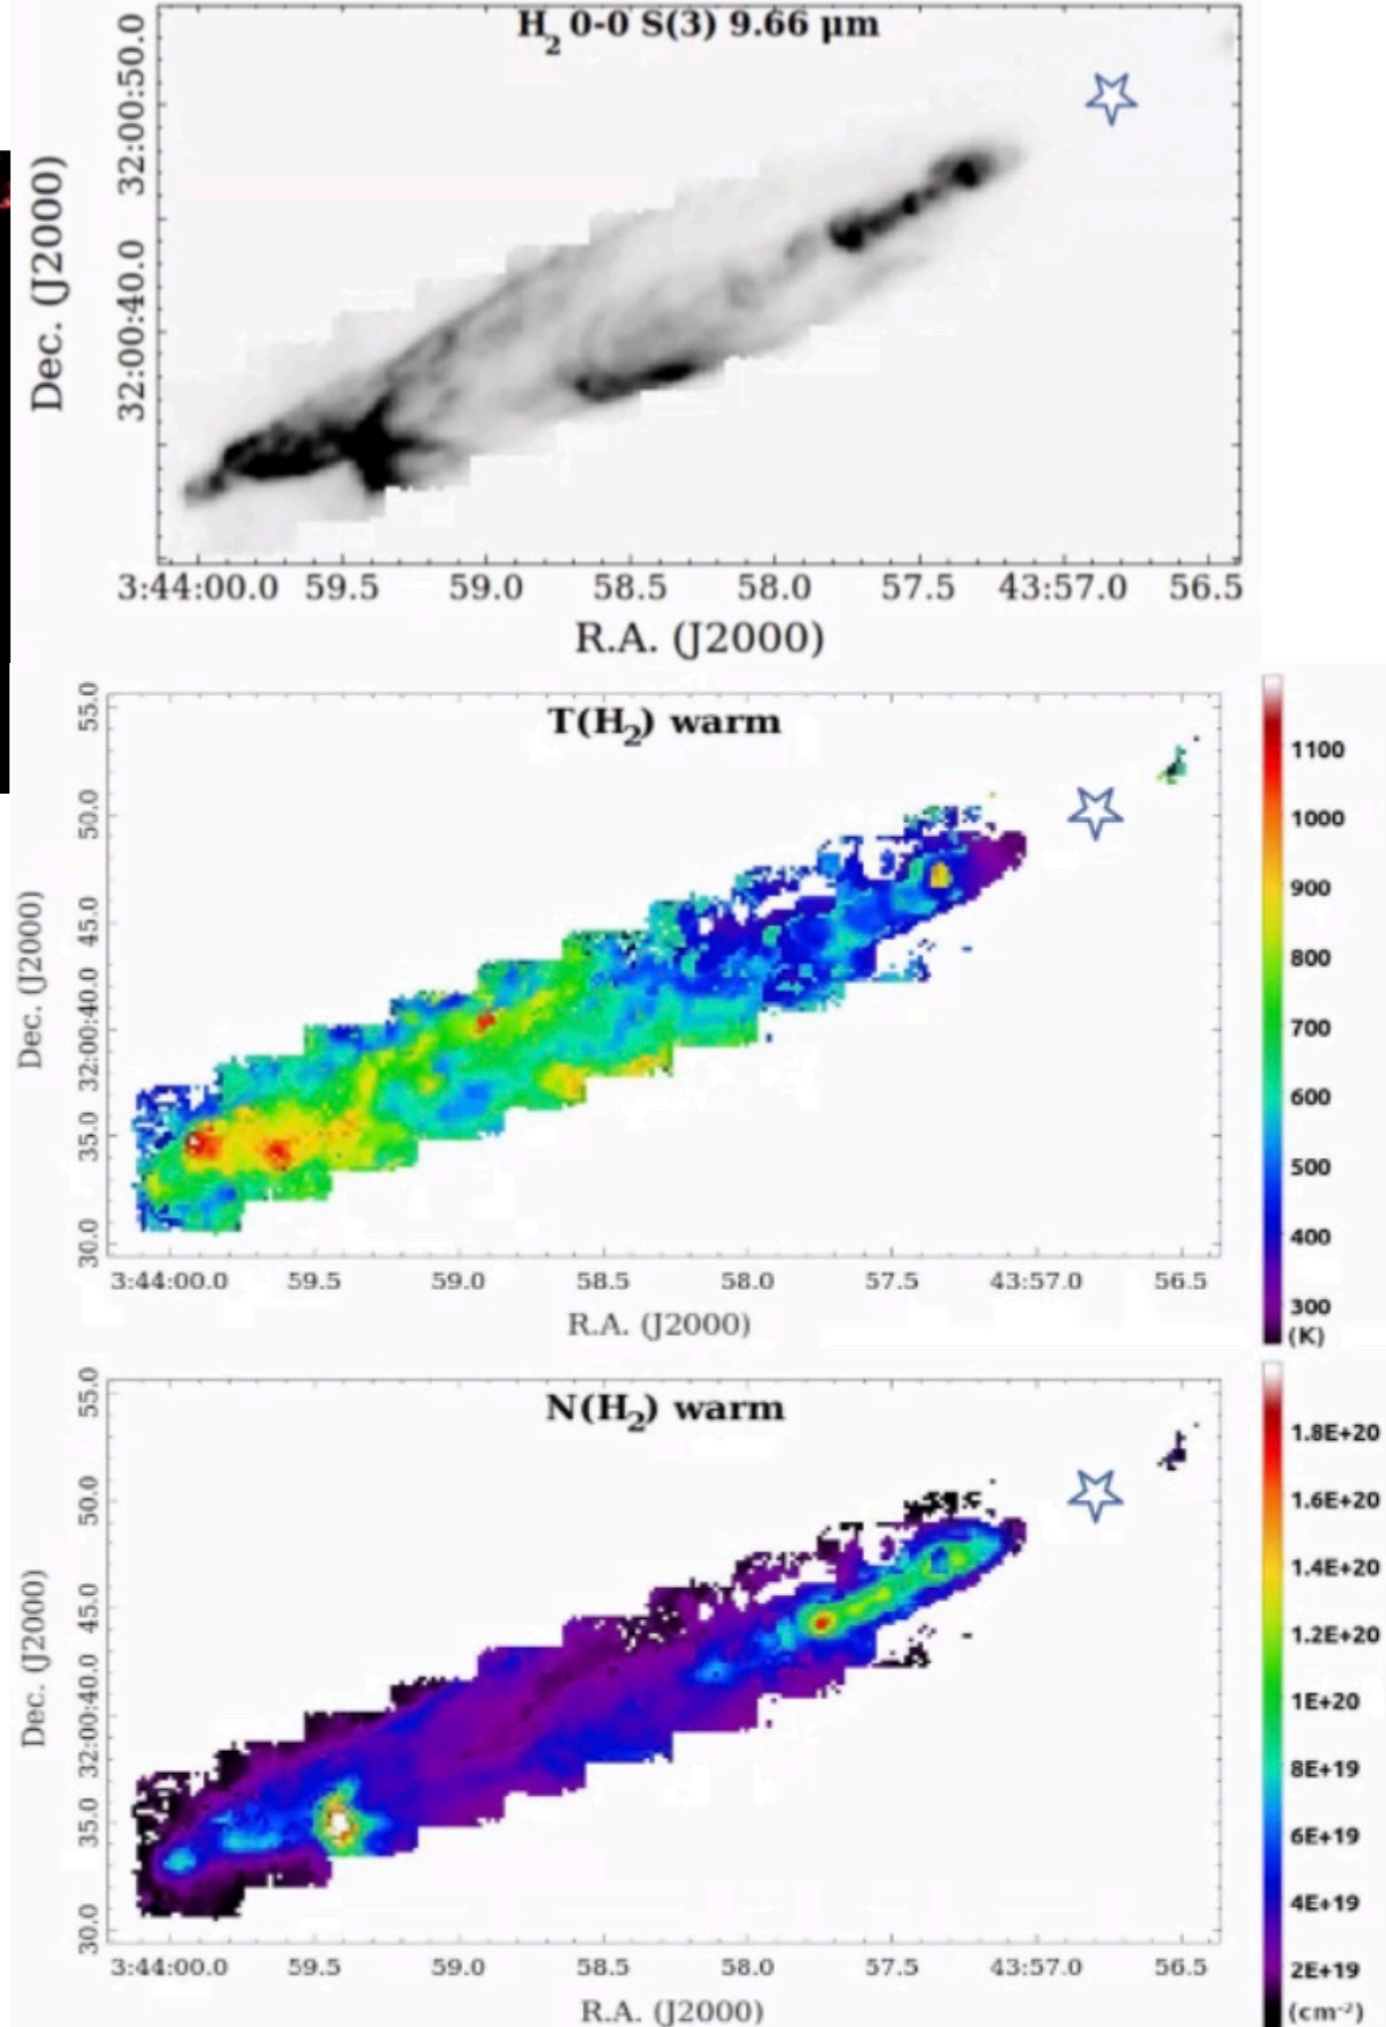 H2 0-0 S(3) 9.66 μm
Dec. (J2000)
32:00:50.0
32:00:40.0
3:44:00.0 59.5 59.0 58.5 58.0 57.5 43:57.0 56.5
R.A. (J2000)
T(H2) warm
Dec. (J2000)
55.0
50.0
45.0
32:00:40.0
35.0
30.0
3:44:00.0 59.5 59.0 58.5 58.0 57.5 43:57.0 56.5
R.A. (J2000)
1100
1000
900
800
700
600
500
400
300
(K)
N(H2) warm
Dec. (J2000)
55.0
50.0
45.0
32:00:40.0
35.0
30.0
3:44:00.0 59.5 59.0 58.5 58.0 57.5 43:57.0 56.5
R.A. (J2000)
1.8E+20
1.6E+20
1.4E+20
1.2E+20
1E+20
8E+19
6E+19
4E+19
2E+19
(cm⁻²)